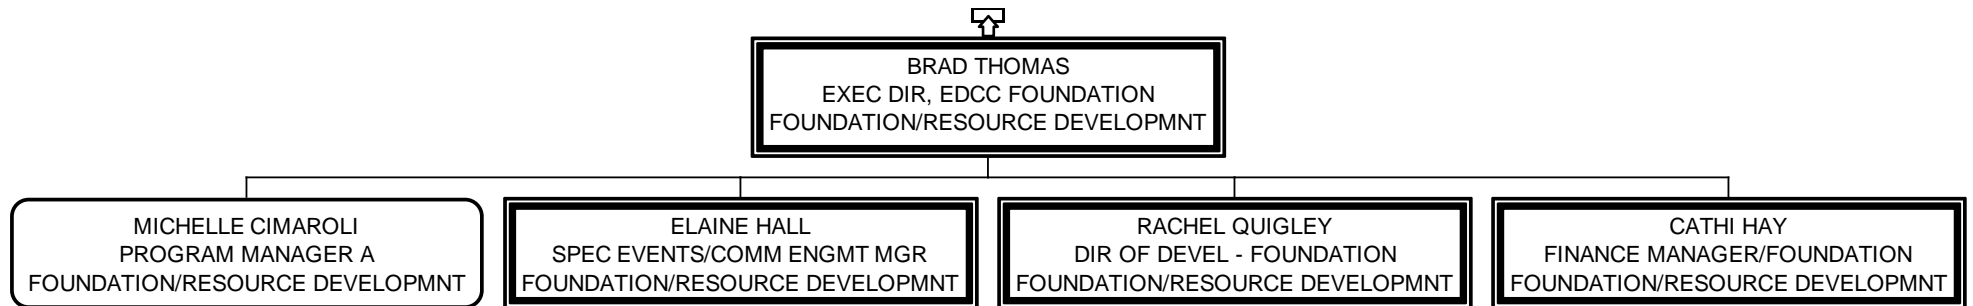 BRAD THOMAS
EXEC DIR, EDCC FOUNDATION
FOUNDATION/RESOURCE DEVELOPMNT
MICHELLE CIMAROLI
PROGRAM MANAGER A
FOUNDATION/RESOURCE DEVELOPMNT
ELAINE HALL
SPEC EVENTS/COMM ENGMT MGR
FOUNDATION/RESOURCE DEVELOPMNT
RACHEL QUIGLEY
DIR OF DEVEL - FOUNDATION
FOUNDATION/RESOURCE DEVELOPMNT
CATHI HAY
FINANCE MANAGER/FOUNDATION
FOUNDATION/RESOURCE DEVELOPMNT